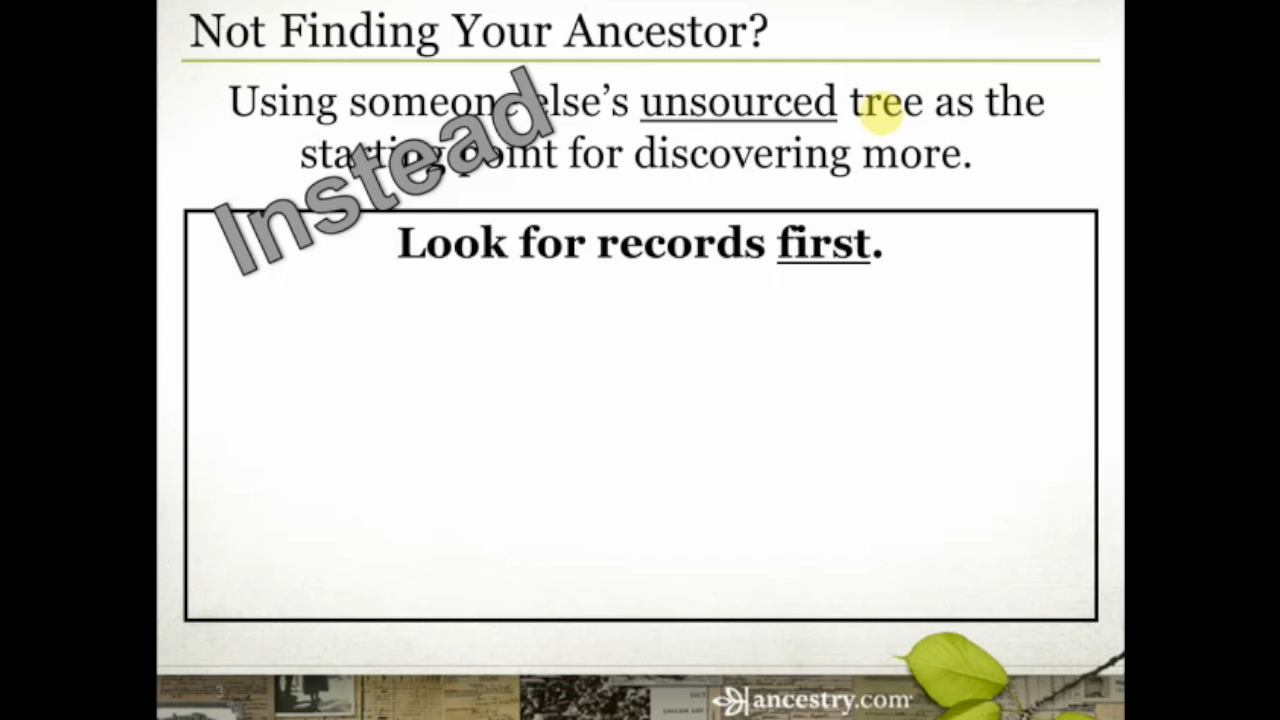 Not Finding Your Ancestor?
Using someone else's unsourced tree as the
starting point for discovering more.
Instead
Look for records first.
3
ancestry.com